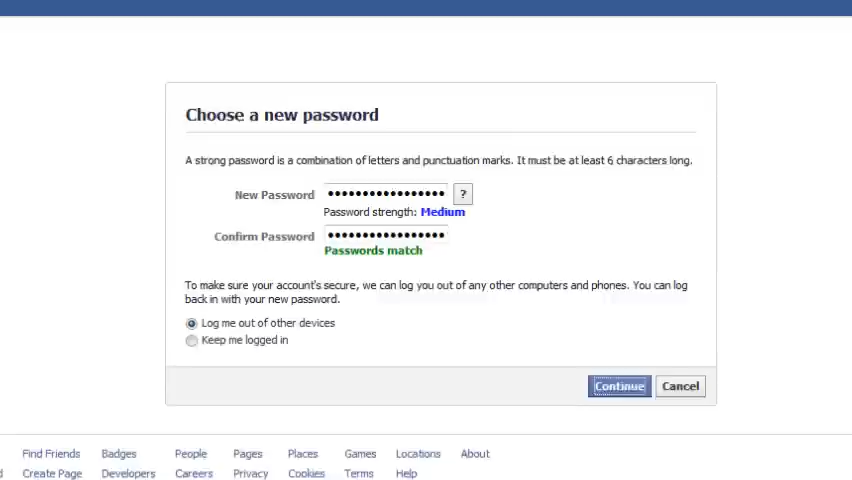 Choose a new password
A strong password is a combination of letters and punctuation marks. It must be at least 6 characters long.
New Password ••••••••••••••••• ?
Password strength: Medium
Confirm Password •••••••••••••••••
Passwords match
To make sure your account's secure, we can log you out of any other computers and phones. You can log
back in with your new password.
Log me out of other devices
Keep me logged in
Continue Cancel
Find Friends Badges People Pages Places Games Locations About
Create Page Developers Careers Privacy Cookies Terms Help